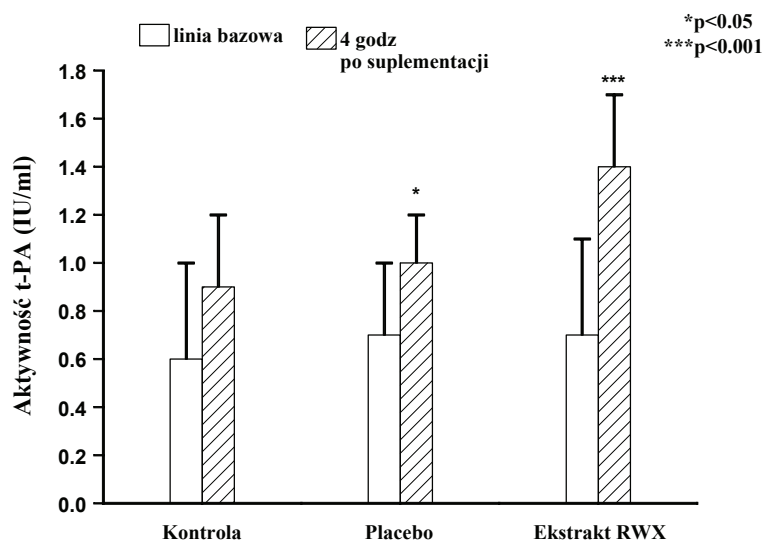 linia bazowa
4 godz
po suplementacji
*p<0.05
***p<0.001
Aktywność t-PA (IU/ml)
1.8
1.6
1.4
1.2
1.0
0.8
0.6
0.4
0.2
0.0
*
***
Kontrola
Placebo
Ekstrakt RWX